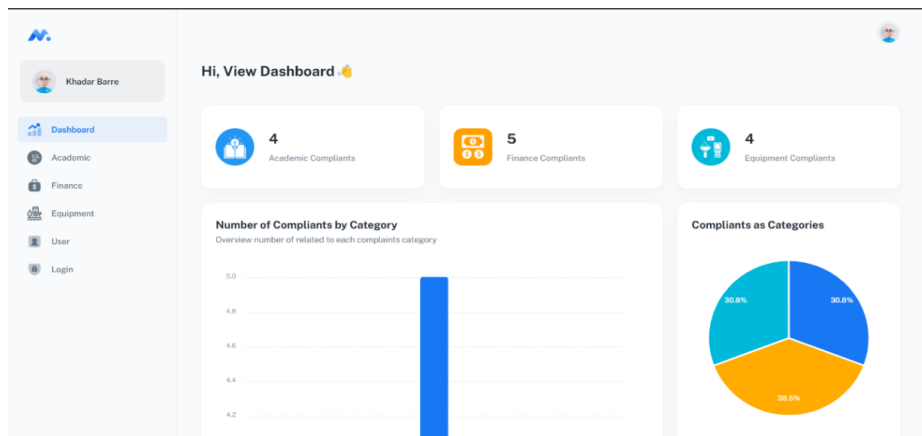 Khadar Barre
Dashboard
Academic
Finance
Equipment
User
Login
Hi, View Dashboard 👋
4
Academic Compliants
5
Finance Compliants
4
Equipment Compliants
Number of Compliants by Category
Overview number of related to each complaints category
5.0
4.8
4.6
4.4
4.2
Compliants as Categories
30.8%
30.8%
38.5%